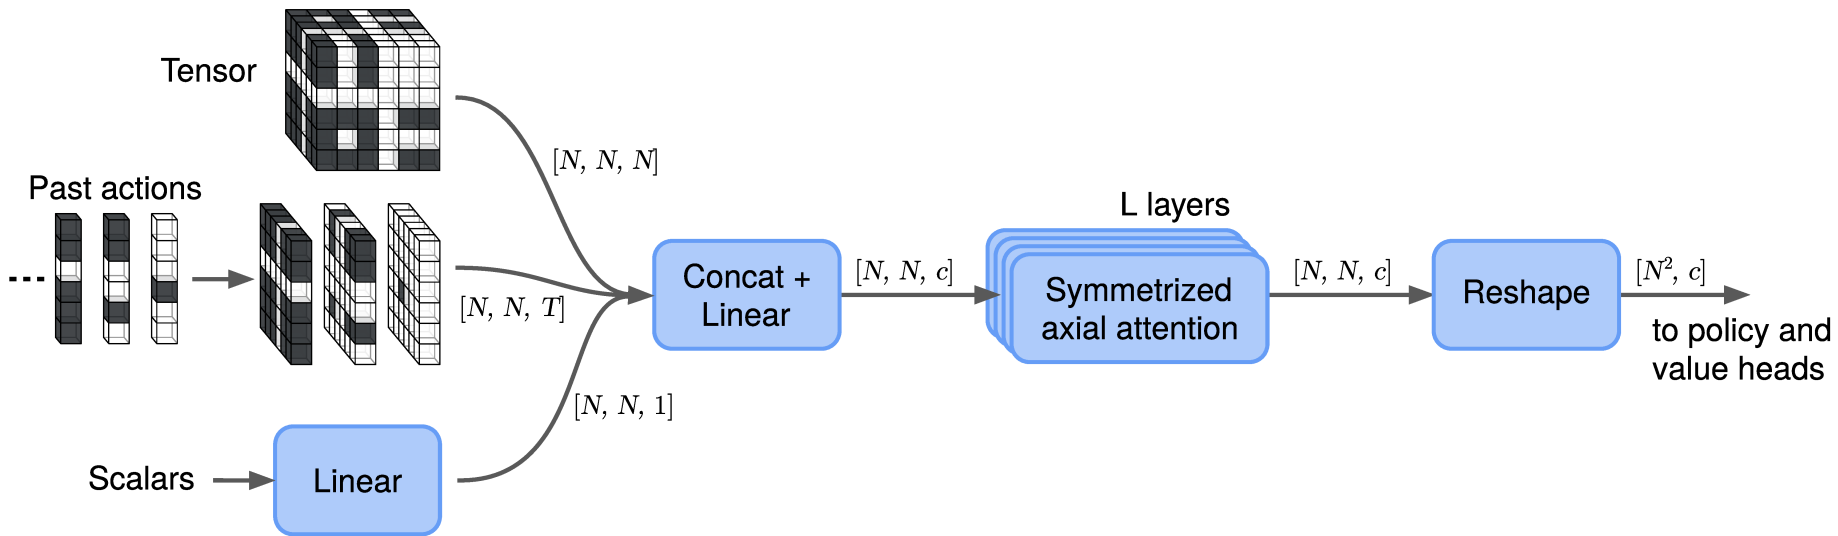 Tensor
[N, N, N]
Past actions
[N, N, T]
Scalars
Linear
[N, N, 1]
Concat +
Linear
[N, N, c]
L layers
Symmetrized
axial attention
[N, N, c]
Reshape
[N², c]
to policy and
value heads